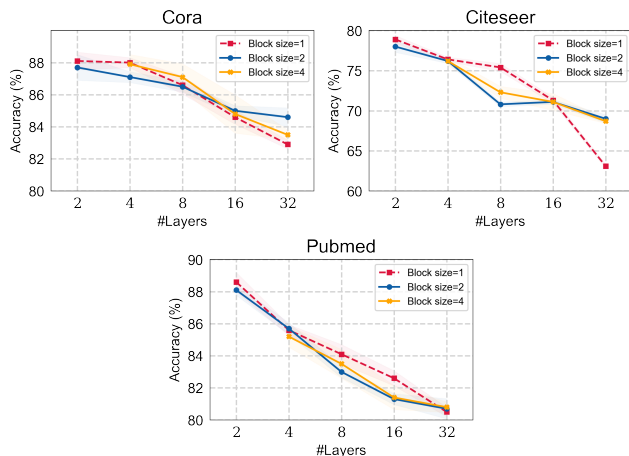 Cora
Accuracy (%)
88
86
84
82
80
Block size=1
Block size=2
Block size=4
2 4 8 16 32
#Layers
Citeseer
Accuracy (%)
80
75
70
65
60
Block size=1
Block size=2
Block size=4
2 4 8 16 32
#Layers
Pubmed
Accuracy (%)
90
88
86
84
82
80
Block size=1
Block size=2
Block size=4
2 4 8 16 32
#Layers